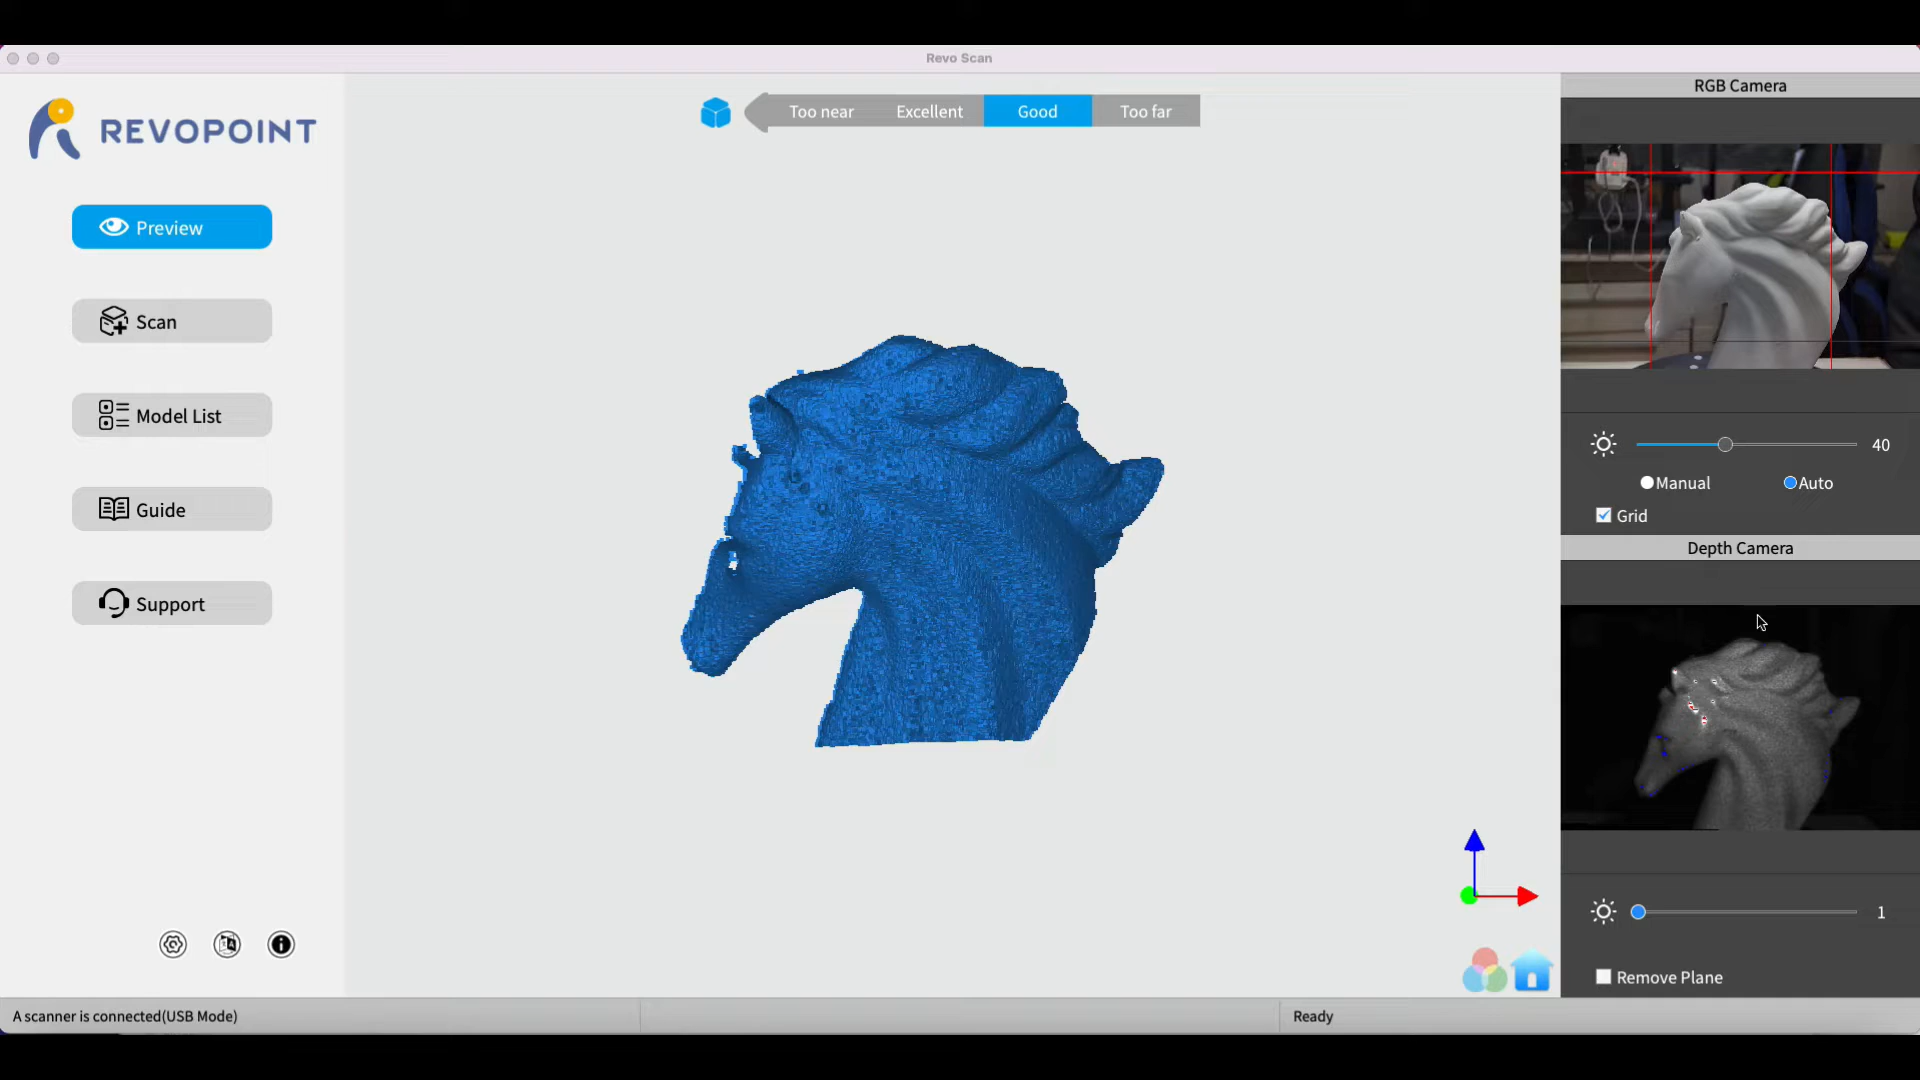 Revo Scan
REVOPOINT
Preview
Scan
Model List
Guide
Support
Too near
Excellent
Good
Too far
RGB Camera
40
Manual
Auto
Grid
Depth Camera
1
Remove Plane
A scanner is connected(USB Mode)
Ready